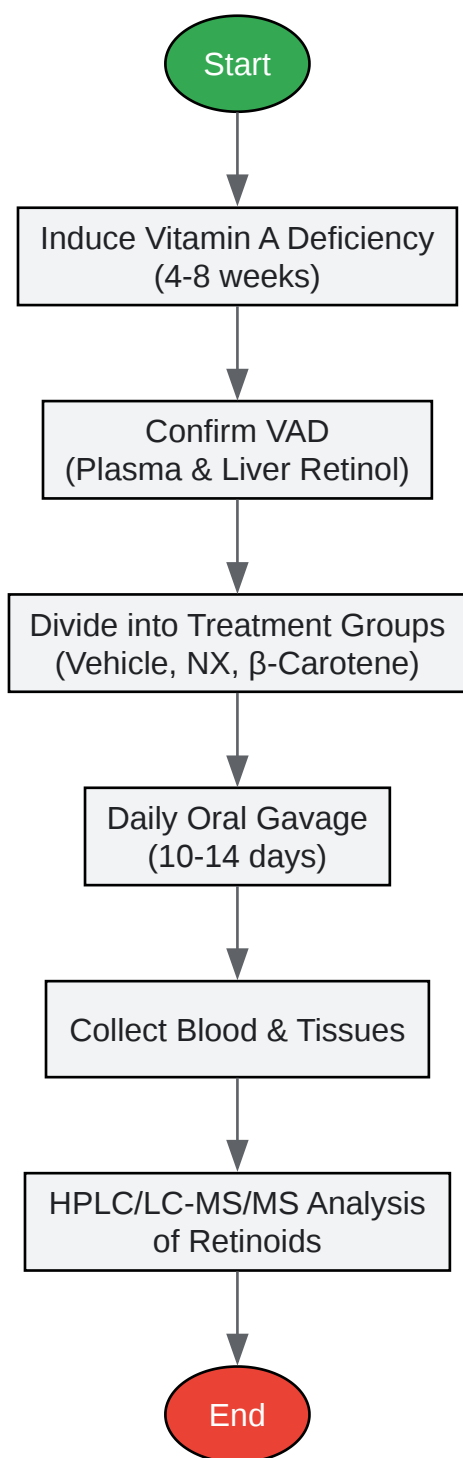 Start
Induce Vitamin A Deficiency
(4-8 weeks)
Confirm VAD
(Plasma & Liver Retinol)
Divide into Treatment Groups
(Vehicle, NX, β-Carotene)
Daily Oral Gavage
(10-14 days)
Collect Blood & Tissues
HPLC/LC-MS/MS Analysis
of Retinoids
End